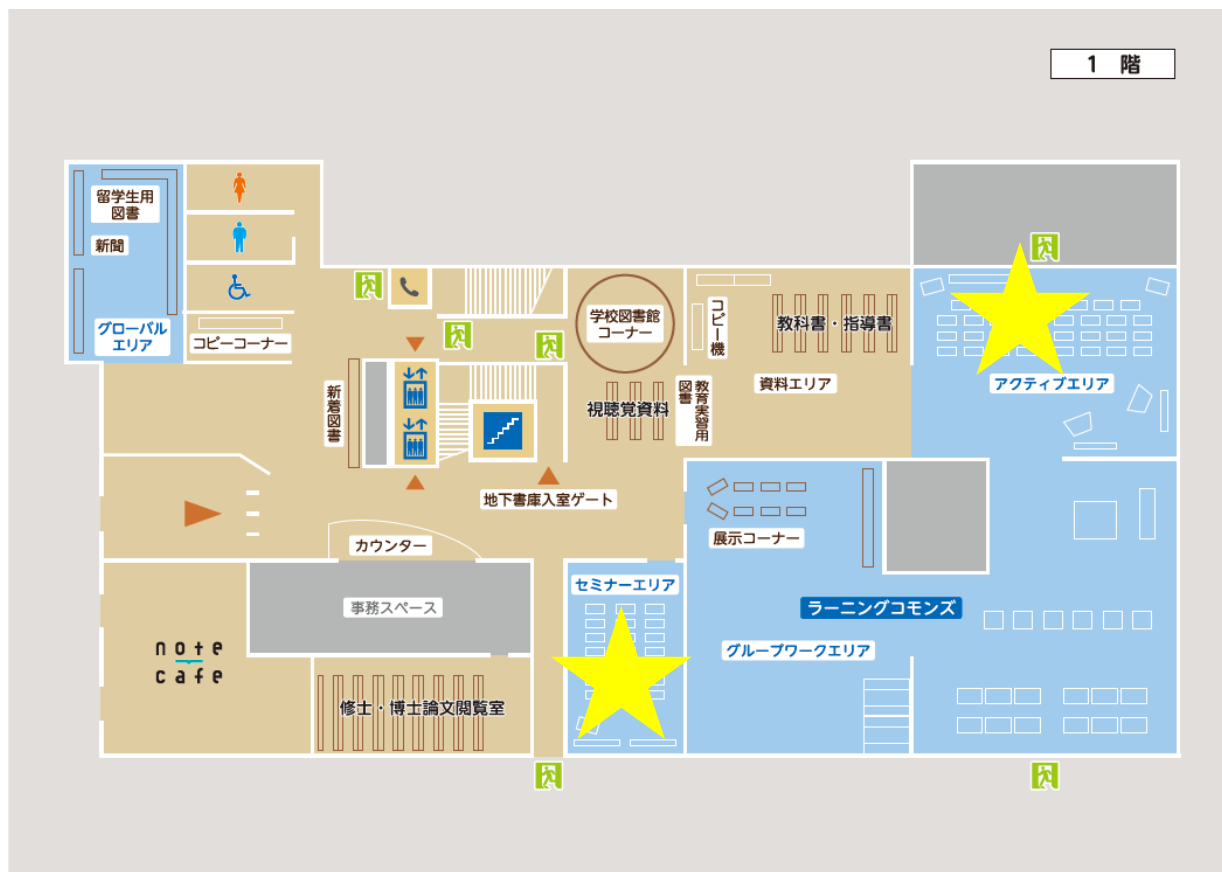 1 階
留学生用
図書
新聞
グローバル
エリア
コピーコーナー
学校図書館
コーナー
コピー機
教科書・指導書
資料エリア
アクティブエリア
新着図書
視聴覚資料
教育実習用
図書
地下書庫入室ゲート
カウンター
展示コーナー
事務スペース
セミナーエリア
ラーニングコモンズ
グループワークエリア
note
cafe
修士・博士論文閲覧室